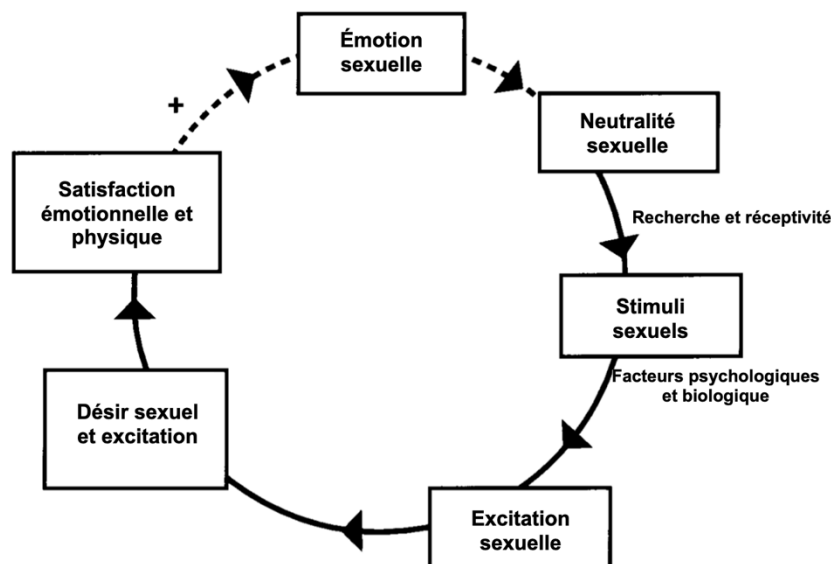 Émotion
sexuelle
+
Neutralité
sexuelle
Satisfaction
émotionnelle et
physique
Recherche et réceptivité
Stimuli
sexuels
Facteurs psychologiques
et biologique
Désir sexuel
et excitation
Excitation
sexuelle